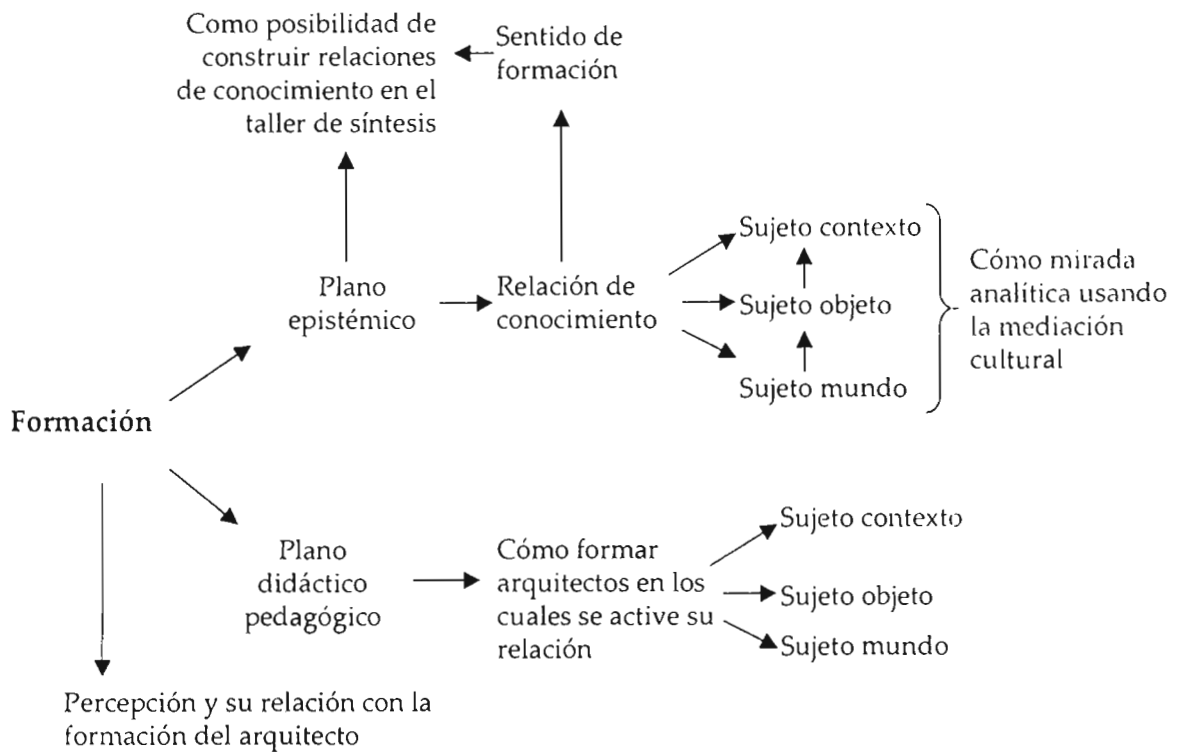 Como posibilidad de
construir relaciones
de conocimiento en el
taller de síntesis
Sentido de
formación
Plano
epistémico
Relación de
conocimiento
Sujeto contexto
Sujeto objeto
Sujeto mundo
Cómo mirada
analítica usando
la mediación
cultural
Formación
Plano
didáctico
pedagógico
Cómo formar
arquitectos en los
cuales se active su
relación
Sujeto contexto
Sujeto objeto
Sujeto mundo
Percepción y su relación con la
formación del arquitecto